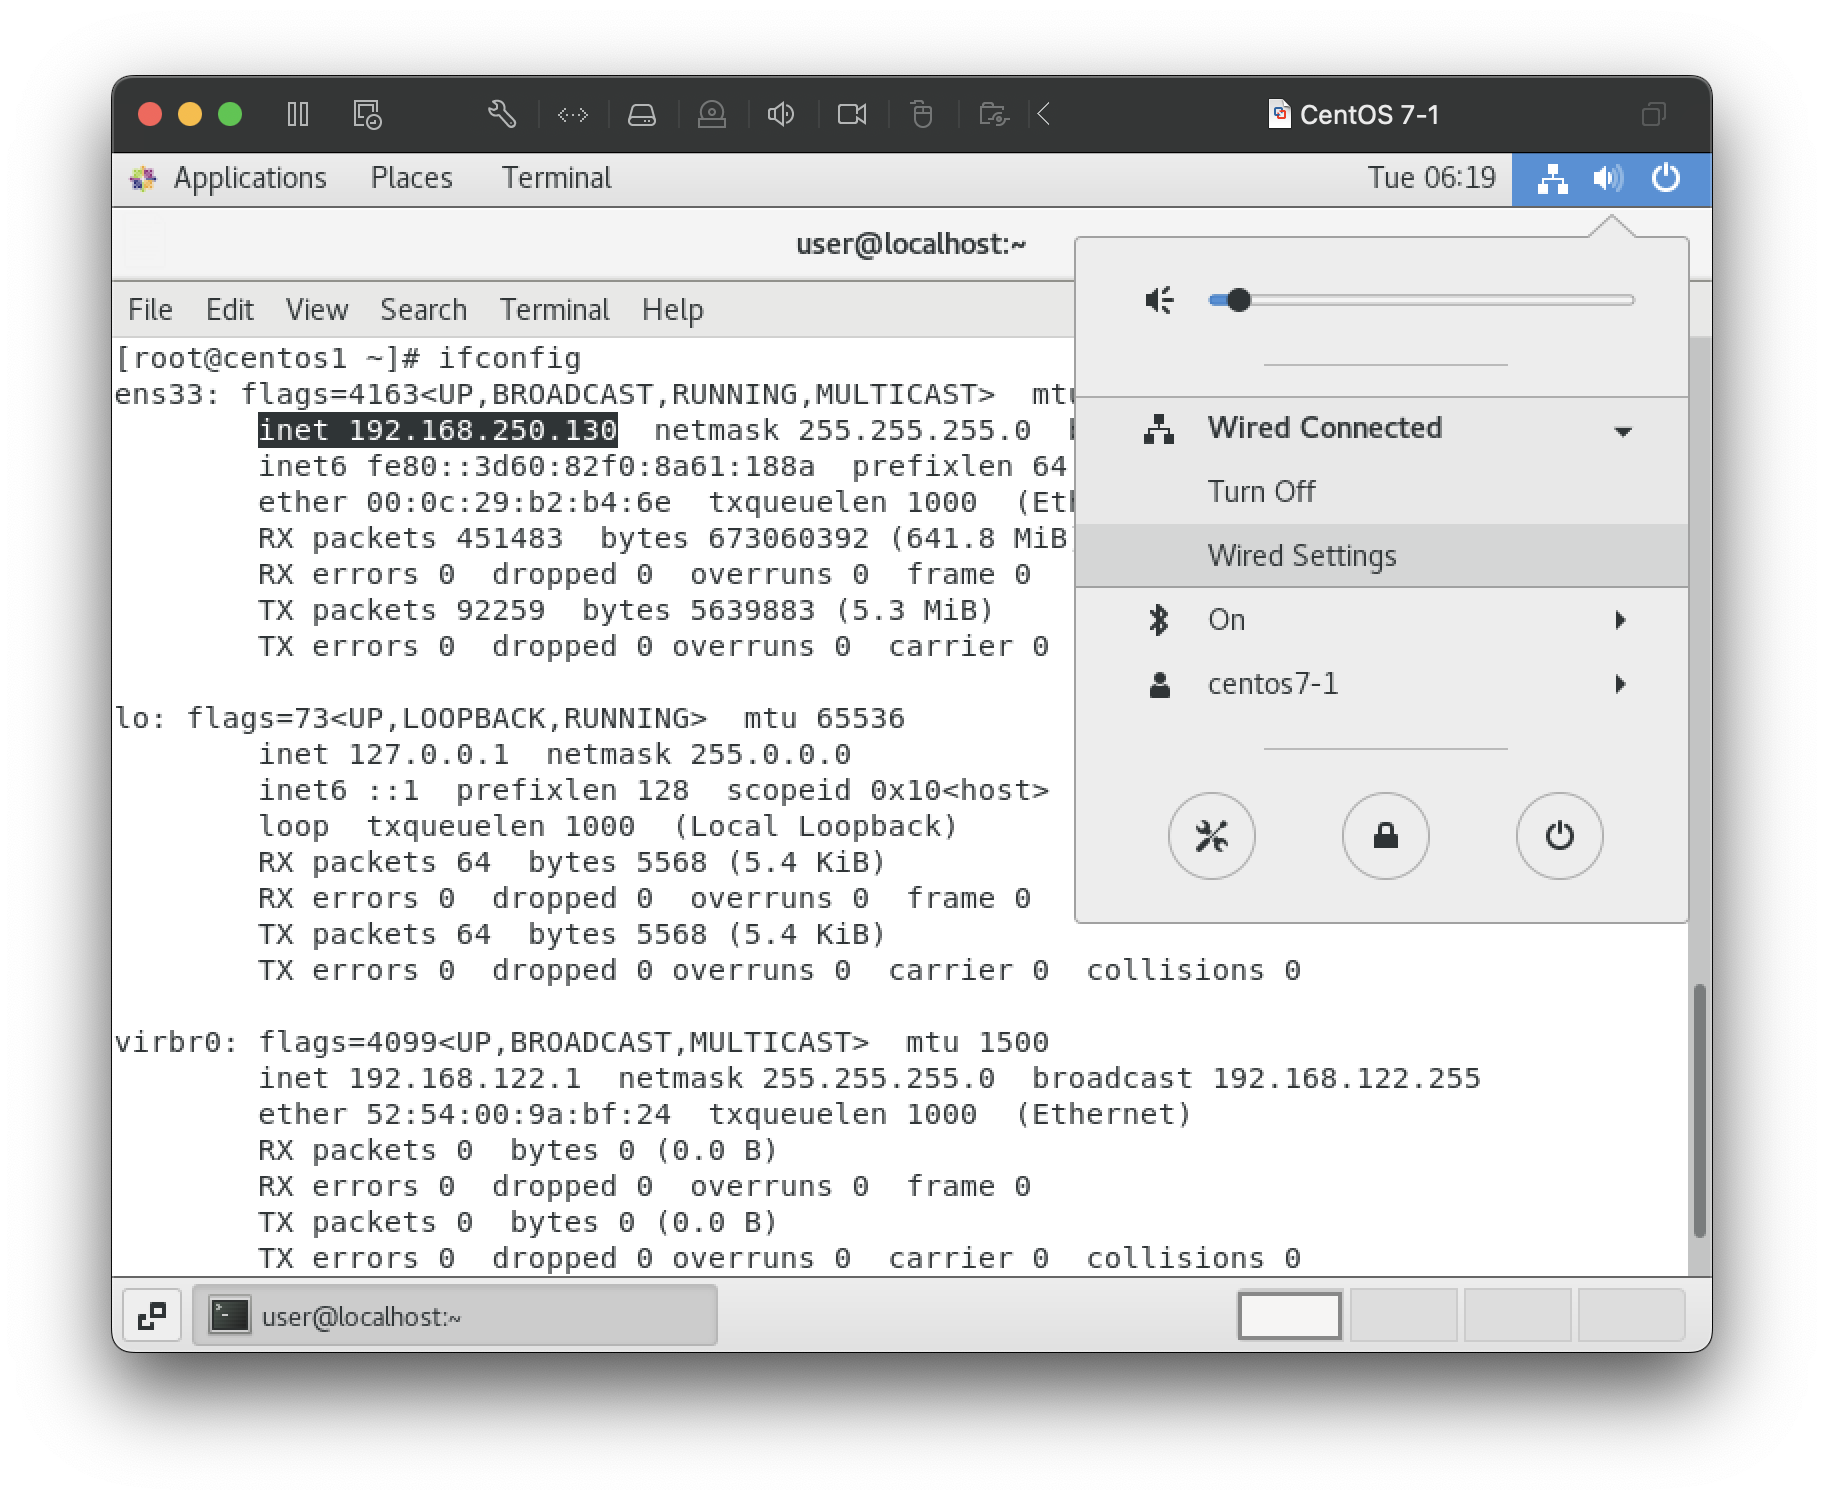 CentOS 7-1
Applications Places Terminal Tue 06:19
user@localhost:~
File Edit View Search Terminal Help
[root@centos1 ~]# ifconfig
ens33: flags=4163<UP,BROADCAST,RUNNING,MULTICAST> mtu
inet 192.168.250.130 netmask 255.255.255.0
inet6 fe80::3d60:82f0:8a61:188a prefixlen 64
ether 00:0c:29:b2:b4:6e txqueuelen 1000 (Eth
RX packets 451483 bytes 673060392 (641.8 MiB)
RX errors 0 dropped 0 overruns 0 frame 0
TX packets 92259 bytes 5639883 (5.3 MiB)
TX errors 0 dropped 0 overruns 0 carrier 0
lo: flags=73<UP,LOOPBACK,RUNNING> mtu 65536
inet 127.0.0.1 netmask 255.0.0.0
inet6 ::1 prefixlen 128 scopeid 0x10<host>
loop txqueuelen 1000 (Local Loopback)
RX packets 64 bytes 5568 (5.4 KiB)
RX errors 0 dropped 0 overruns 0 frame 0
TX packets 64 bytes 5568 (5.4 KiB)
TX errors 0 dropped 0 overruns 0 carrier 0 collisions 0
virbr0: flags=4099<UP,BROADCAST,MULTICAST> mtu 1500
inet 192.168.122.1 netmask 255.255.255.0 broadcast 192.168.122.255
ether 52:54:00:9a:bf:24 txqueuelen 1000 (Ethernet)
RX packets 0 bytes 0 (0.0 B)
RX errors 0 dropped 0 overruns 0 frame 0
TX packets 0 bytes 0 (0.0 B)
TX errors 0 dropped 0 overruns 0 carrier 0 collisions 0
Wired Connected
Turn Off
Wired Settings
On
centos7-1
user@localhost:~